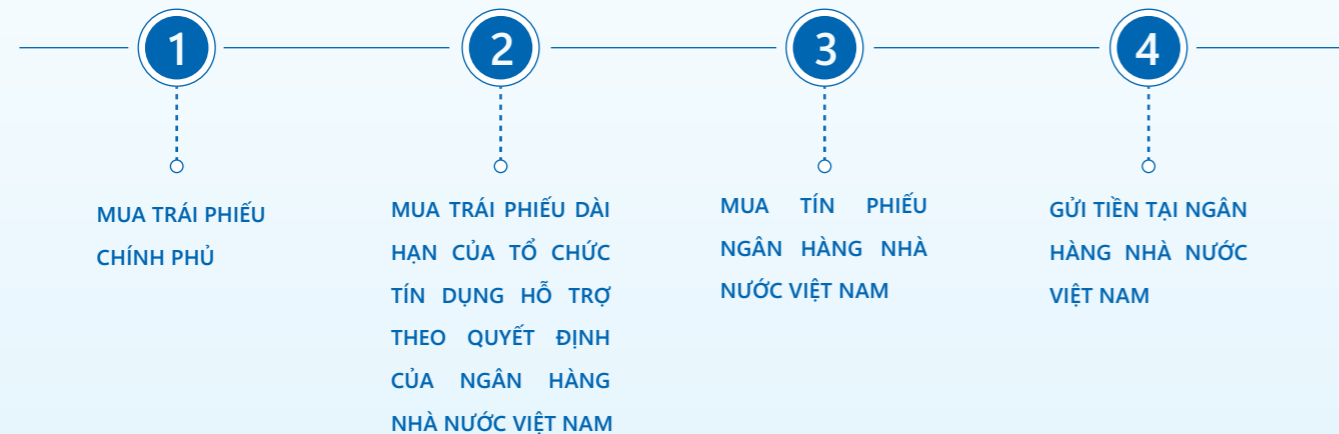 1
MUA TRÁI PHIẾU
CHÍNH PHỦ
2
MUA TRÁI PHIẾU DÀI
HẠN CỦA TỔ CHỨC
TÍN DỤNG HỖ TRỢ
THEO QUYẾT ĐỊNH
CỦA NGÂN HÀNG
NHÀ NƯỚC VIỆT NAM
3
MUA TÍN PHIẾU
NGÂN HÀNG NHÀ
NƯỚC VIỆT NAM
4
GỬI TIỀN TẠI NGÂN
HÀNG NHÀ NƯỚC
VIỆT NAM